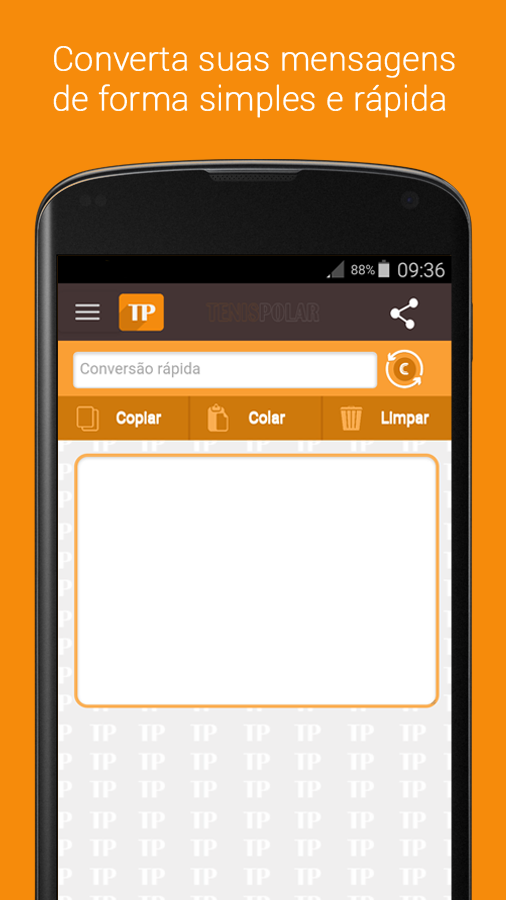 Converta suas mensagens
de forma simples e rápida
88% 09:36
TP TENISPOLAR
Conversão rápida C
Copiar Colar Limpar
TP TP TP TP TP TP TP
TP TP TP TP TP TP TP
TP TP TP TP TP TP TP
TP TP TP TP TP TP TP
TP TP TP TP TP TP TP
TP TP TP TP TP TP TP